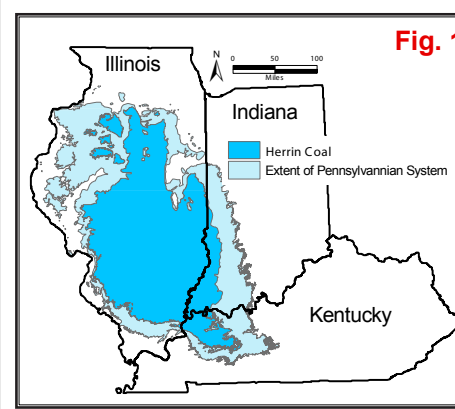 Fig. 1
Illinois
N
0 50 100
Miles
Indiana
Herrin Coal
Extent of Pennsylvannian System
Kentucky